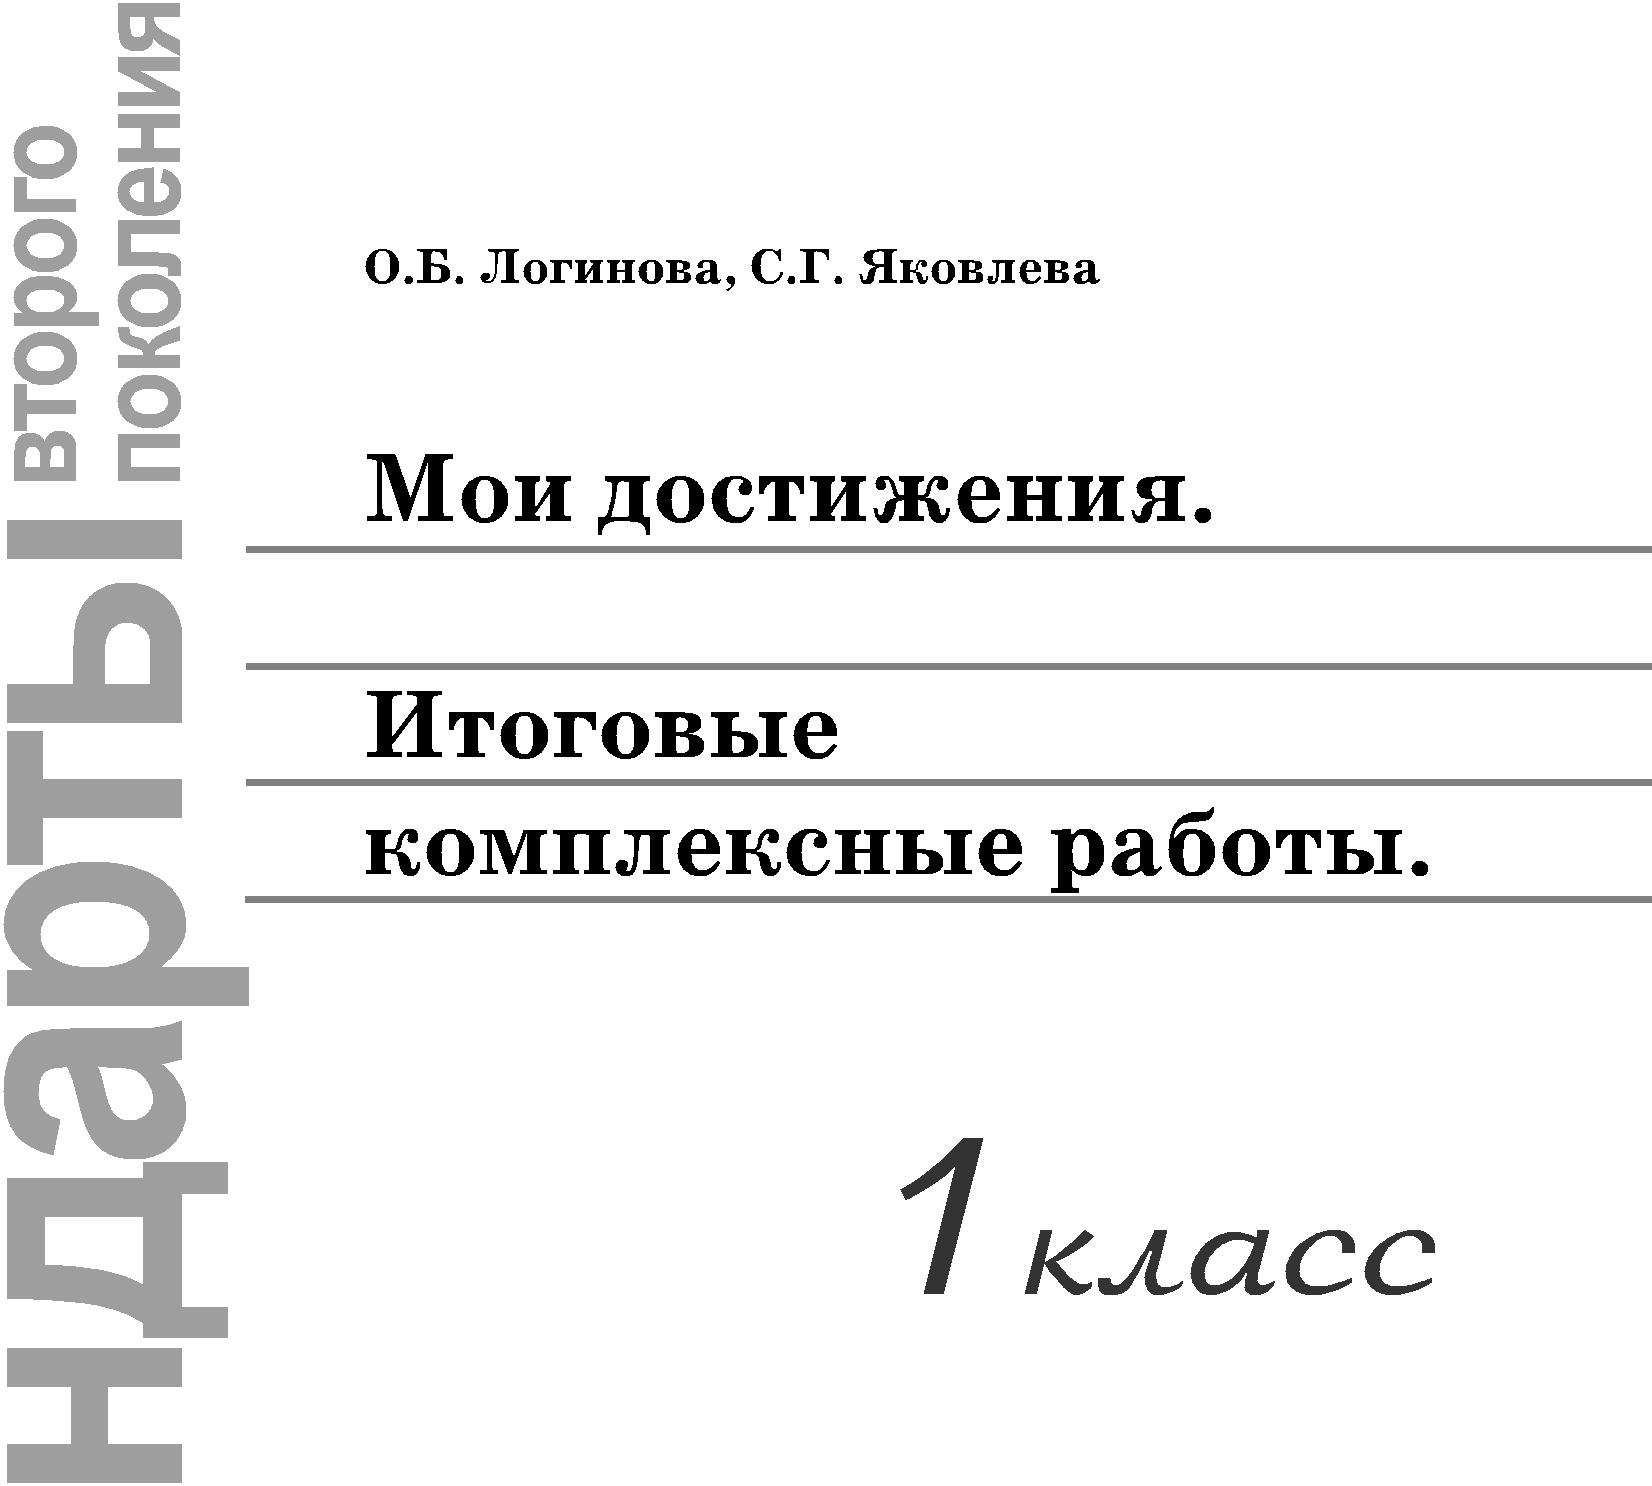 О.Б. Логинова, С.Г. Яковлева
Мои достижения.
Итоговые
комплексные работы.
1 класс
ндарты
второго
поколения